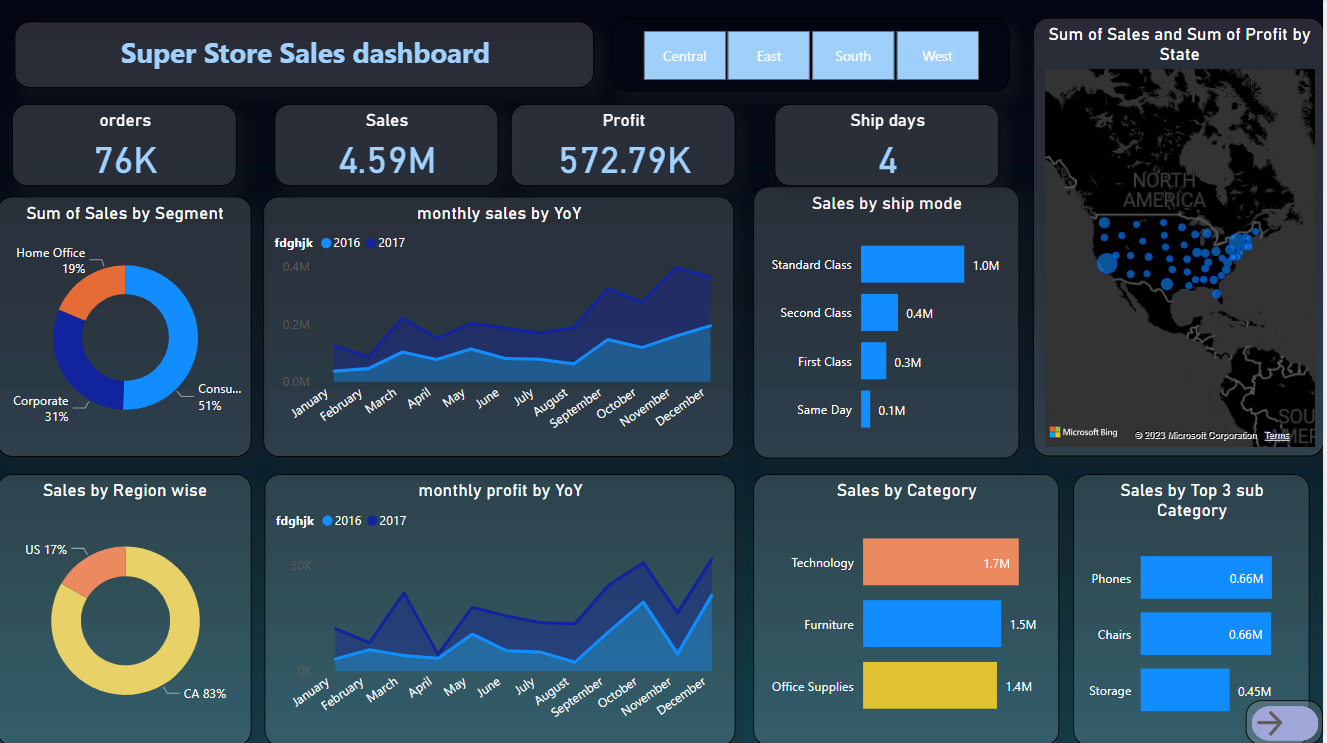 Super Store Sales dashboard
Central
East
South
West
Sum of Sales and Sum of Profit by
State
orders
76K
Sales
4.59M
Profit
572.79K
Ship days
4
NORTH
AMERICA
Microsoft Bing
© 2023 Microsoft Corporation
Terms
Sum of Sales by Segment
Home Office
19%
Consu...
51%
Corporate
31%
monthly sales by YoY
fdghjk 2016 2017
0.4M
0.2M
0.0M
January
February
March
April
May
June
July
August
September
October
November
December
Sales by ship mode
Standard Class 1.0M
Second Class 0.4M
First Class 0.3M
Same Day 0.1M
Sales by Region wise
US 17%
CA 83%
monthly profit by YoY
fdghjk 2016 2017
50K
0K
January
February
March
April
May
June
July
August
September
October
November
December
Sales by Category
Technology 1.7M
Furniture 1.5M
Office Supplies 1.4M
Sales by Top 3 sub
Category
Phones 0.66M
Chairs 0.66M
Storage 0.45M